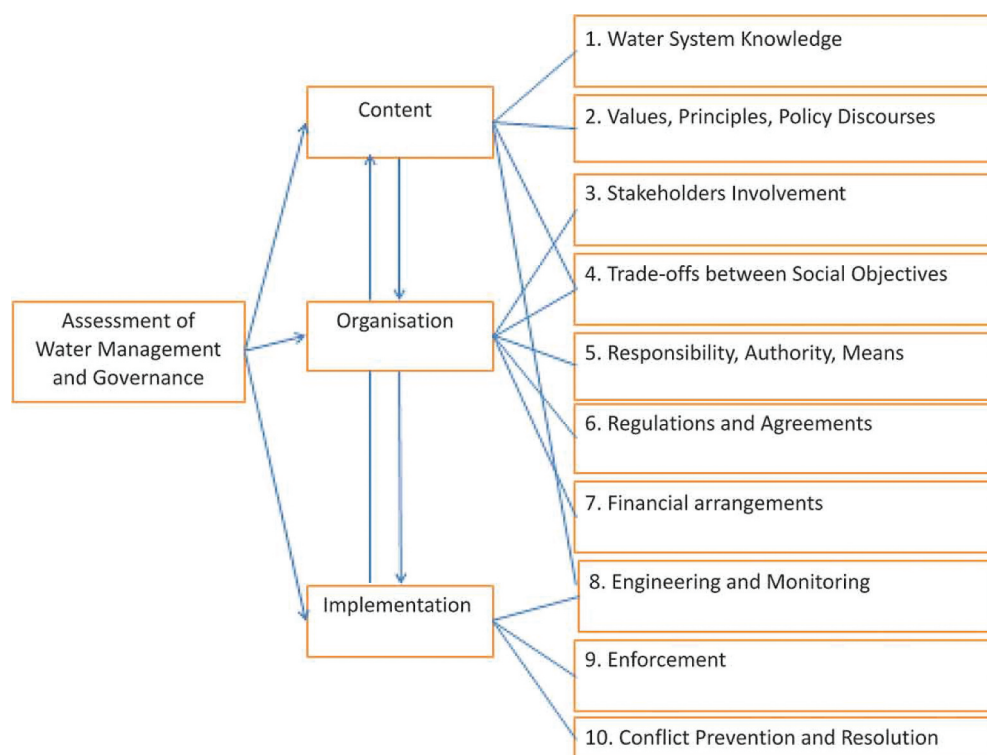 Assessment of
Water Management
and Governance
Content
Organisation
Implementation
1. Water System Knowledge
2. Values, Principles, Policy Discourses
3. Stakeholders Involvement
4. Trade-offs between Social Objectives
5. Responsibility, Authority, Means
6. Regulations and Agreements
7. Financial arrangements
8. Engineering and Monitoring
9. Enforcement
10. Conflict Prevention and Resolution